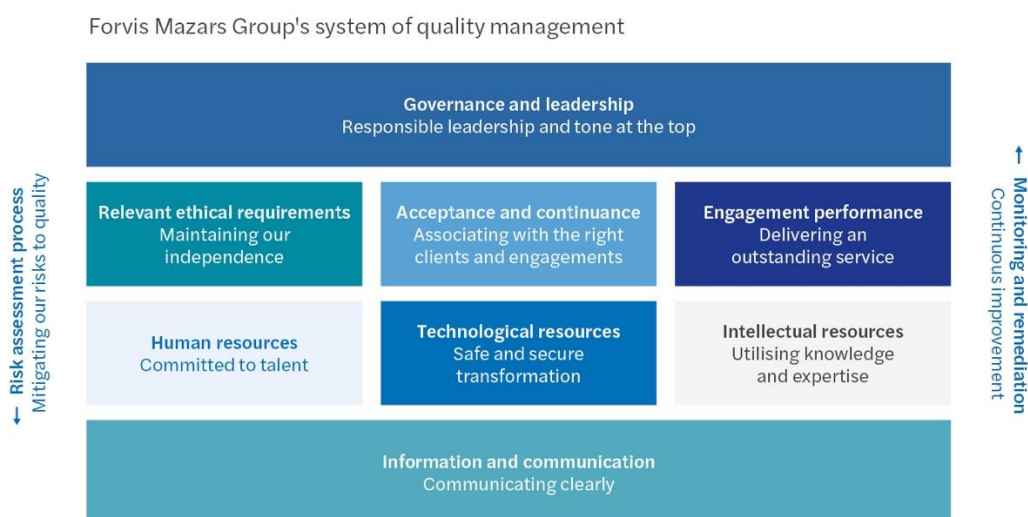 Forvis Mazars Group's system of quality management
Governance and leadership
Responsible leadership and tone at the top
← Risk assessment process
Mitigating our risks to quality
Relevant ethical requirements
Maintaining our
independence
Acceptance and continuance
Associating with the right
clients and engagements
Engagement performance
Delivering an
outstanding service
Human resources
Committed to talent
Technological resources
Safe and secure
transformation
Intellectual resources
Utilising knowledge
and expertise
← Monitoring and remediation
Continuous improvement
Information and communication
Communicating clearly